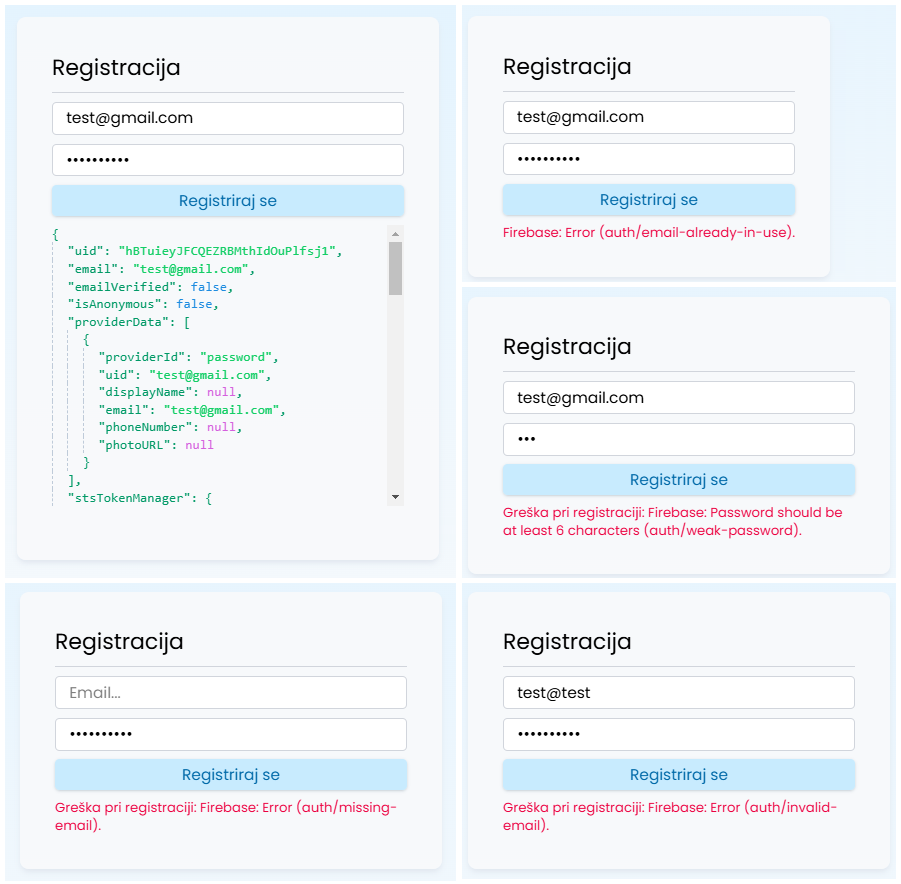 Registracija
test@gmail.com
••••••••••
Registriraj se
{
"uid": "hBTuieyJFCQEZRBMthIdOuPlfsj1",
"email": "test@gmail.com",
"emailVerified": false,
"isAnonymous": false,
"providerData": [
{
"providerId": "password",
"uid": "test@gmail.com",
"displayName": null,
"email": "test@gmail.com",
"phoneNumber": null,
"photoURL": null
}
],
"stsTokenManager": {
Registracija
test@gmail.com
••••••••••
Registriraj se
Firebase: Error (auth/email-already-in-use).
Registracija
test@gmail.com
•••
Registriraj se
Greška pri registraciji: Firebase: Password should be
at least 6 characters (auth/weak-password).
Registracija
Email...
••••••••••
Registriraj se
Greška pri registraciji: Firebase: Error (auth/missing-
email).
Registracija
test@test
••••••••••
Registriraj se
Greška pri registraciji: Firebase: Error (auth/invalid-
email).